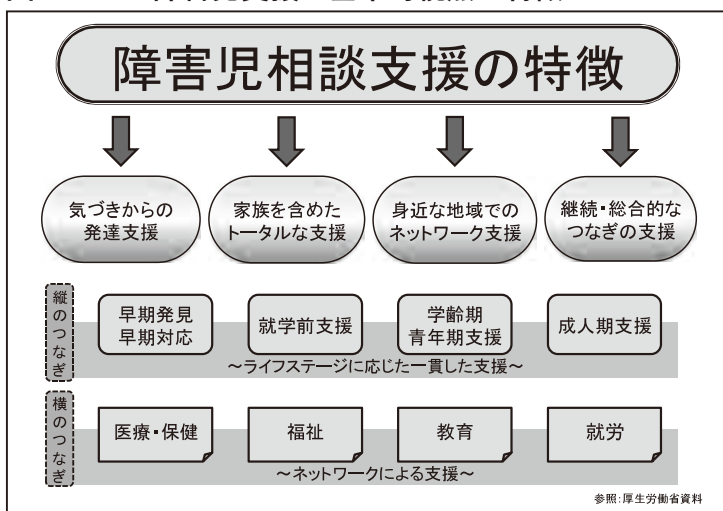 障害児相談支援の特徴
気づきからの
発達支援
家族を含めた
トータルな支援
身近な地域での
ネットワーク支援
継続・総合的な
つなぎの支援
縦のつなぎ
早期発見
早期対応
就学前支援
学齢期
青年期支援
成人期支援
～ライフステージに応じた一貫した支援～
横のつなぎ
医療・保健
福祉
教育
就労
～ネットワークによる支援～
参照：厚生労働省資料